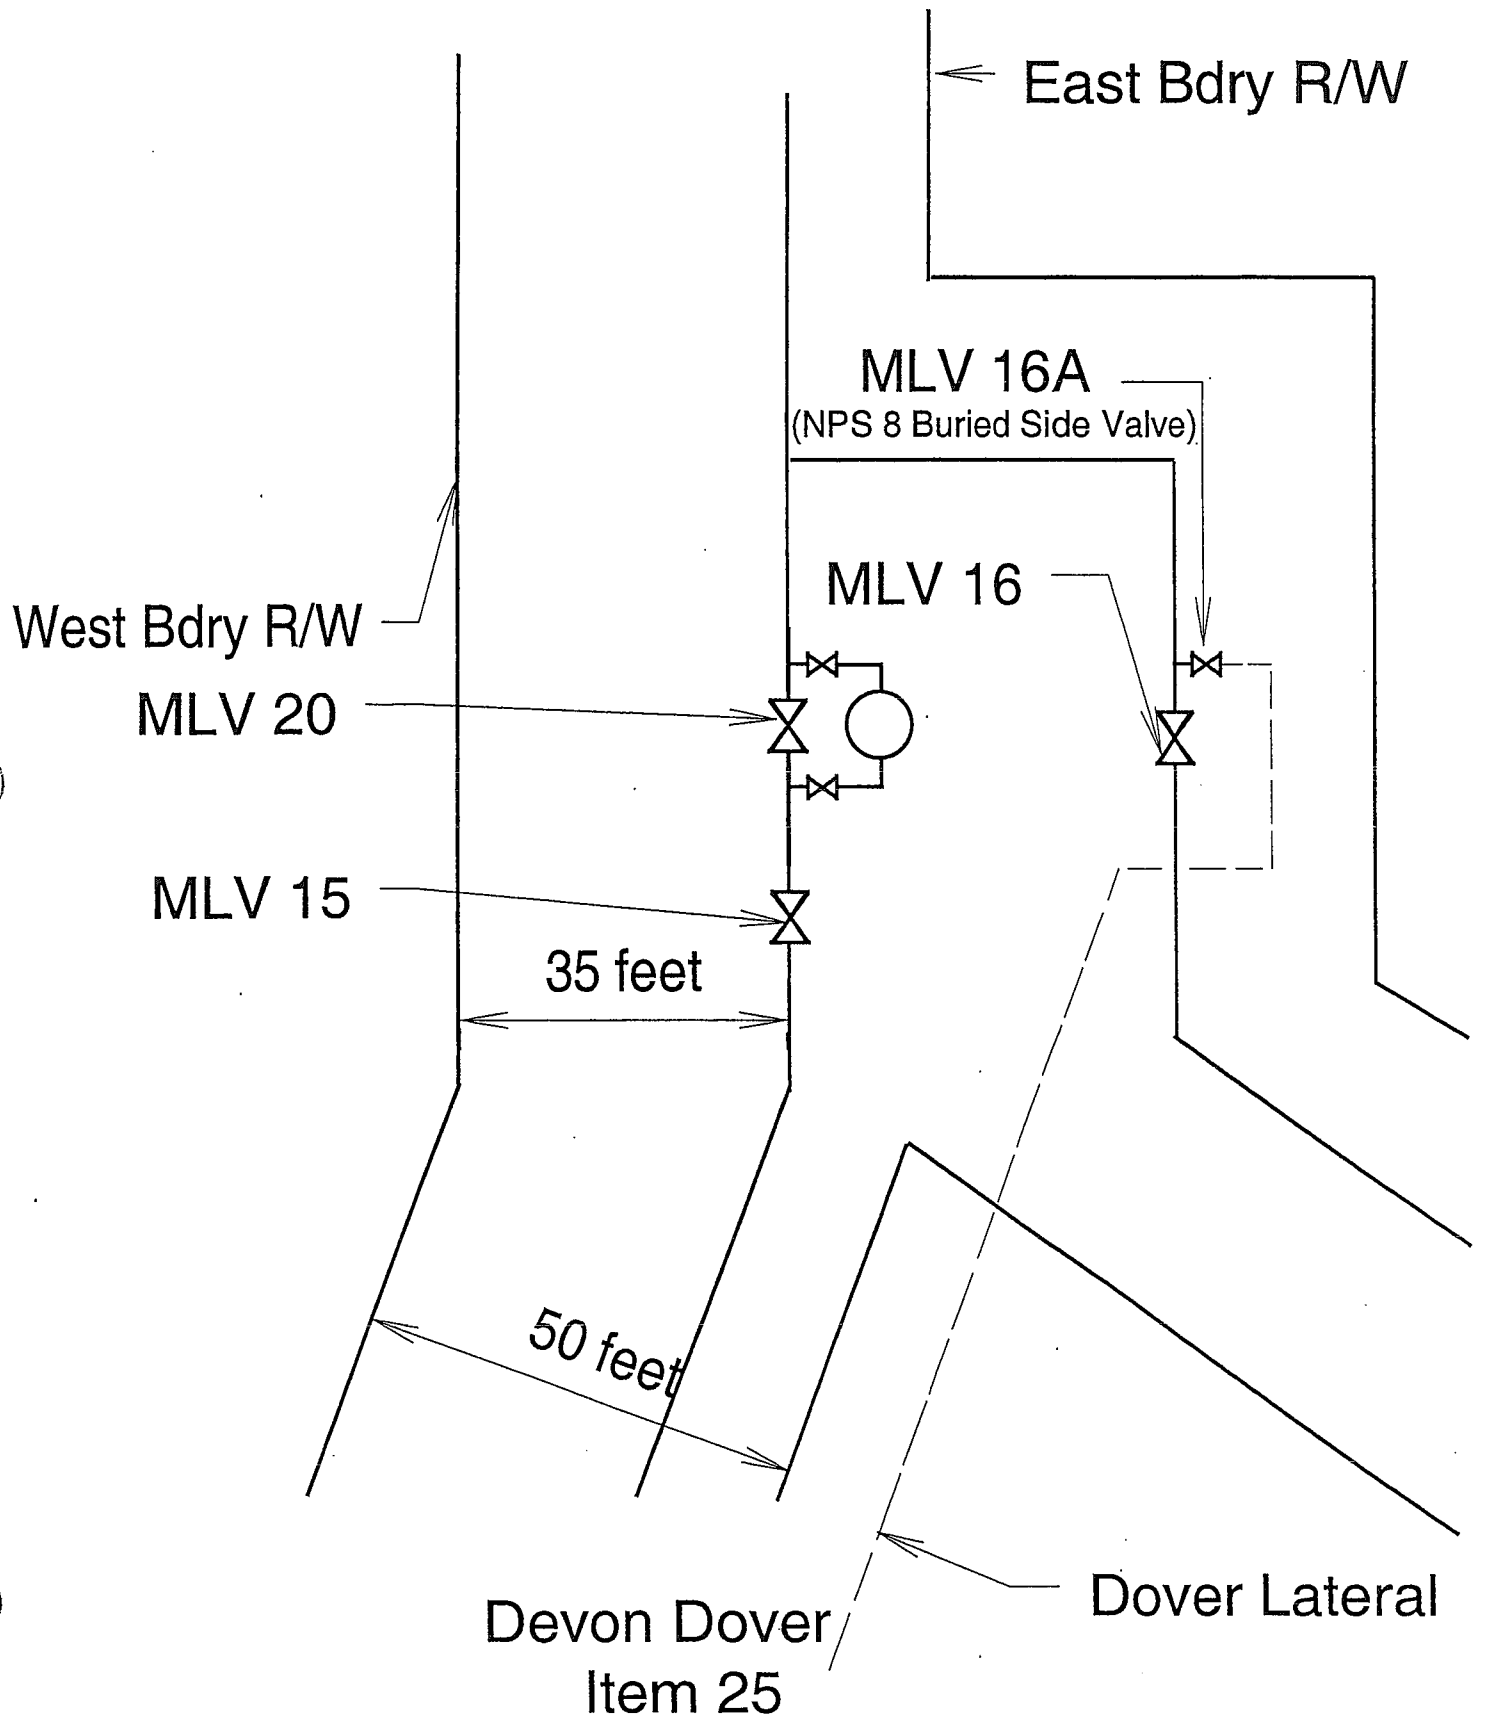 East Bdry R/W
MLV 16A
(NPS 8 Buried Side Valve)
MLV 16
West Bdry R/W
MLV 20
MLV 15
35 feet
50 feet
Dover Lateral
Devon Dover
Item 25